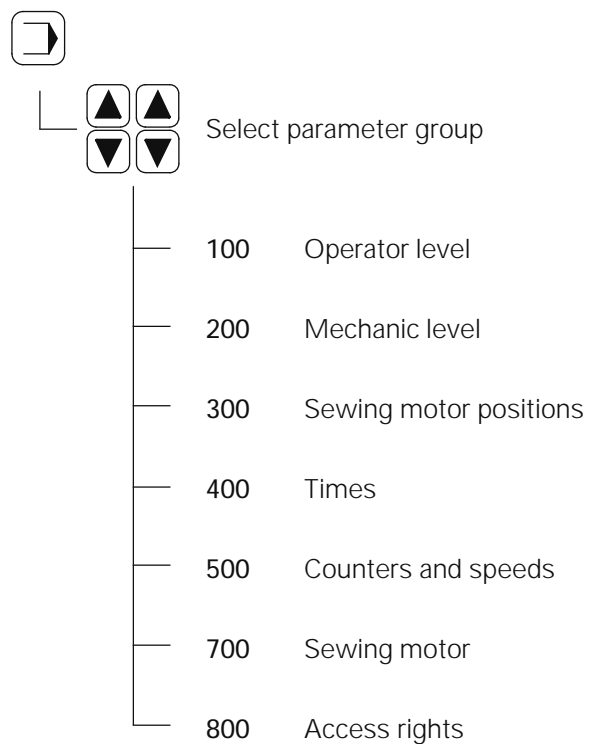 Select parameter group
100 Operator level
200 Mechanic level
300 Sewing motor positions
400 Times
500 Counters and speeds
700 Sewing motor
800 Access rights